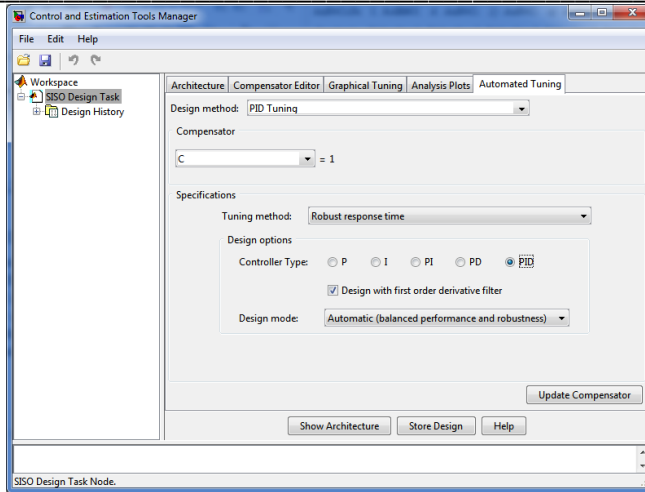 Control and Estimation Tools Manager
File Edit Help
Workspace
SISO Design Task
Design History
Architecture Compensator Editor Graphical Tuning Analysis Plots Automated Tuning
Design method: PID Tuning
Compensator
C = 1
Specifications
Tuning method: Robust response time
Design options
Controller Type: P I PI PD PID
Design with first order derivative filter
Design mode: Automatic (balanced performance and robustness)
Update Compensator
Show Architecture Store Design Help
SISO Design Task Node.